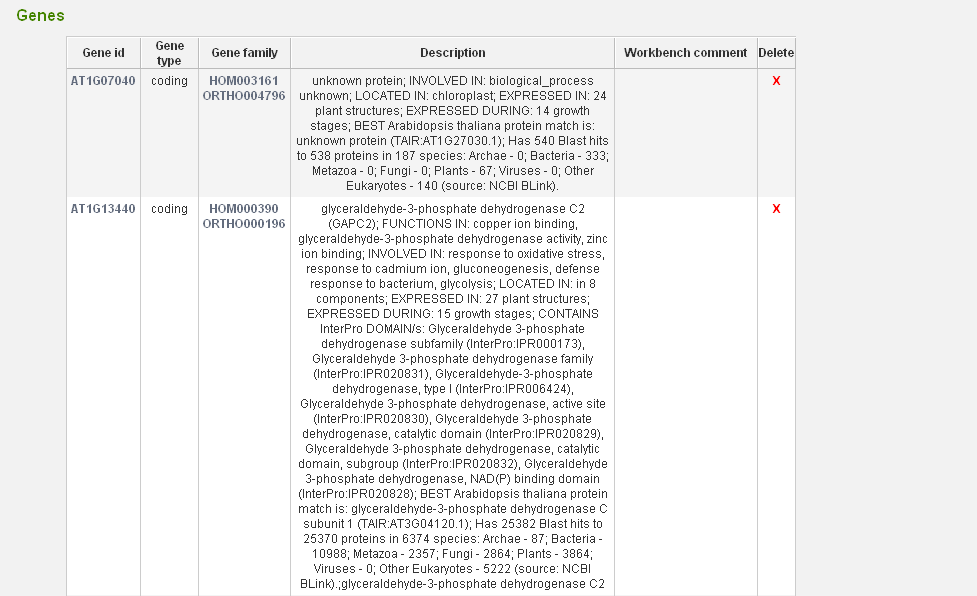 Genes
Gene id
Gene
type
Gene family
Description
Workbench comment
Delete
AT1G07040
coding
HOM003161
ORTHO004796
unknown protein; INVOLVED IN: biological_process
unknown; LOCATED IN: chloroplast; EXPRESSED IN: 24
plant structures; EXPRESSED DURING: 14 growth
stages; BEST Arabidopsis thaliana protein match is:
unknown protein (TAIR:AT1G27030.1); Has 540 Blast hits
to 538 proteins in 187 species: Archae - 0; Bacteria - 333;
Metazoa - 0; Fungi - 0; Plants - 67; Viruses - 0; Other
Eukaryotes - 140 (source: NCBI BLink).
X
AT1G13440
coding
HOM000390
ORTHO000196
glyceraldehyde-3-phosphate dehydrogenase C2
(GAPC2); FUNCTIONS IN: copper ion binding,
glyceraldehyde-3-phosphate dehydrogenase activity, zinc
ion binding; INVOLVED IN: response to oxidative stress,
response to cadmium ion, gluconeogenesis, defense
response to bacterium, glycolysis; LOCATED IN: in 8
components; EXPRESSED IN: 27 plant structures;
EXPRESSED DURING: 15 growth stages; CONTAINS
InterPro DOMAIN/s: Glyceraldehyde 3-phosphate
dehydrogenase subfamily (InterPro:IPR000173),
Glyceraldehyde 3-phosphate dehydrogenase family
(InterPro:IPR020831), Glyceraldehyde-3-phosphate
dehydrogenase, type I (InterPro:IPR006424),
Glyceraldehyde 3-phosphate dehydrogenase, active site
(InterPro:IPR020830), Glyceraldehyde 3-phosphate
dehydrogenase, catalytic domain (InterPro:IPR020829),
Glyceraldehyde 3-phosphate dehydrogenase, catalytic
domain, subgroup (InterPro:IPR020832), Glyceraldehyde
3-phosphate dehydrogenase, NAD(P) binding domain
(InterPro:IPR020828); BEST Arabidopsis thaliana protein
match is: glyceraldehyde-3-phosphate dehydrogenase C
subunit 1 (TAIR:AT3G04120.1); Has 25382 Blast hits to
25370 proteins in 6374 species: Archae - 87; Bacteria -
10988; Metazoa - 2357; Fungi - 2864; Plants - 3864;
Viruses - 0; Other Eukaryotes - 5222 (source: NCBI
BLink).;glyceraldehyde-3-phosphate dehydrogenase C2
X